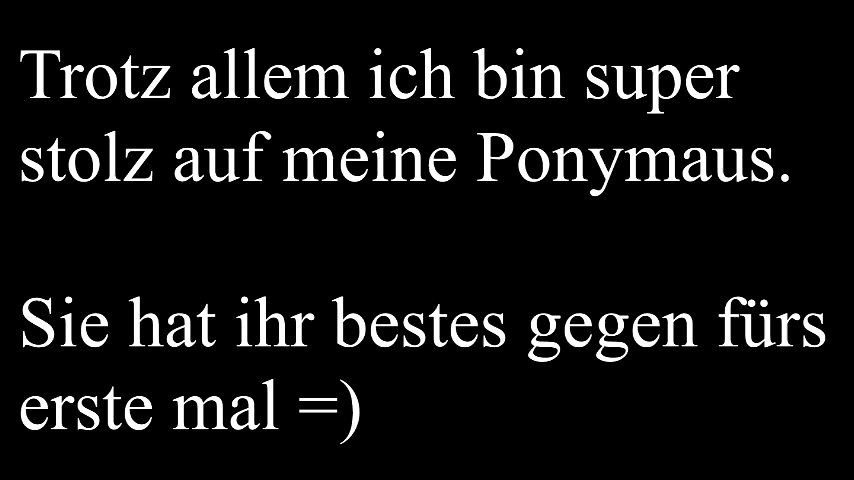 Trotz allem ich bin super
stolz auf meine Ponymaus.
Sie hat ihr bestes gegen fürs
erste mal =)